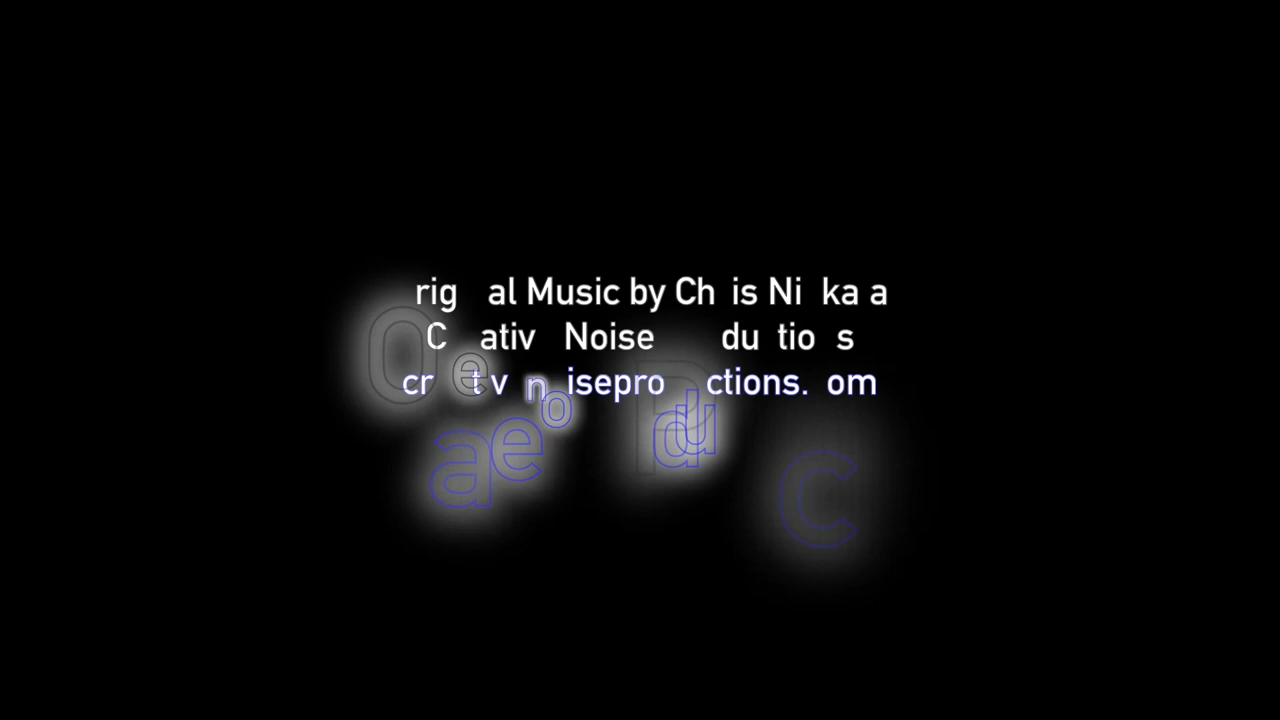 rig al Music by Ch is Ni ka a
C ativ Noise du tio s
cr t v n isepro ctions. om
O e o P
a e d u C